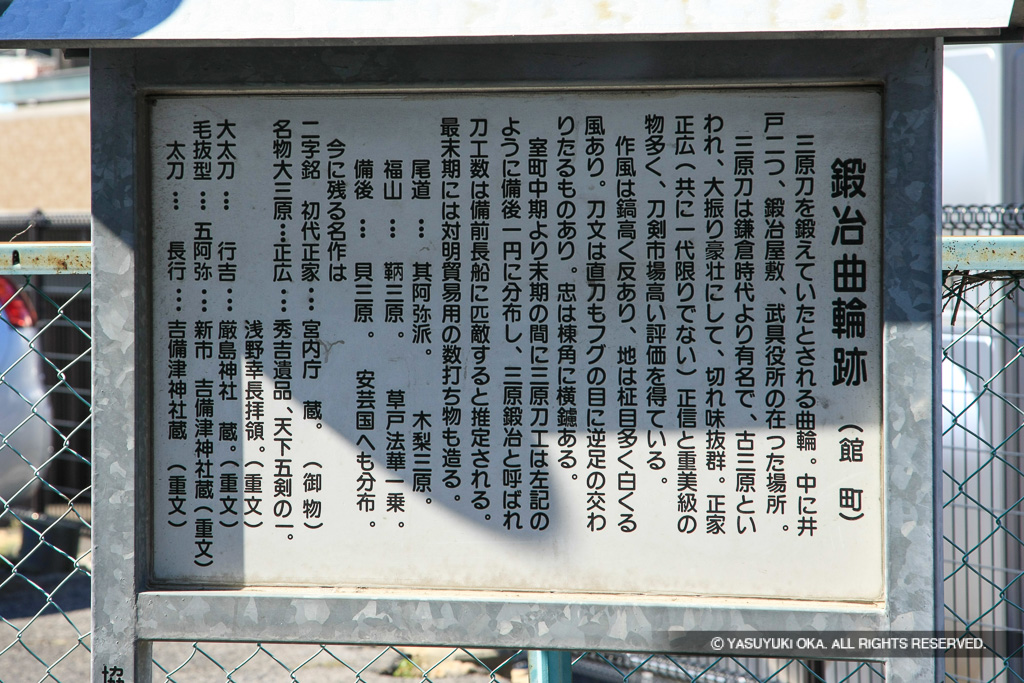 鍛冶曲輪跡（館町）
三原刀を鍛えていたとされる曲輪。中に井
戸二つ、鍛冶屋敷、武具役所の在った場所。
三原刀は鎌倉時代より有名で、古三原とい
われ、大振り豪壮にして、切れ味抜群。正家
正広（共に一代限りでない）正信と重美級の
物多く、刀剣市場高い評価を得ている。
作風は鎬高く反あり、地は柾目多く白くる
風あり。刀文は直刀もフグの目に逆足の交わ
りたるものあり。忠は棟角に横鑢ある。
室町中期より末期の間に三原刀工は左記の
ように備後一円に分布し、三原鍛冶と呼ばれ
刀工数は備前長船に匹敵すると推定される。
最末期には対明貿易用の数打ち物も造る。
尾道…其阿弥派。木梨三原。
福山…鞆三原。草戸法華一乗。
備後…貝三原。安芸国へも分布。
今に残る名作は
二字銘 初代正家…宮内庁 蔵。（御物）
名物大三原…正広…秀吉遺品、天下五剣の一。
浅野幸長拝領。（重文）
大太刀…行吉…厳島神社 蔵。（重文）
毛抜型…五阿弥…新市 吉備津神社蔵（重文）
太刀…長行…吉備津神社蔵（重文）
協
© YASUYUKI OKA. ALL RIGHTS RESERVED.